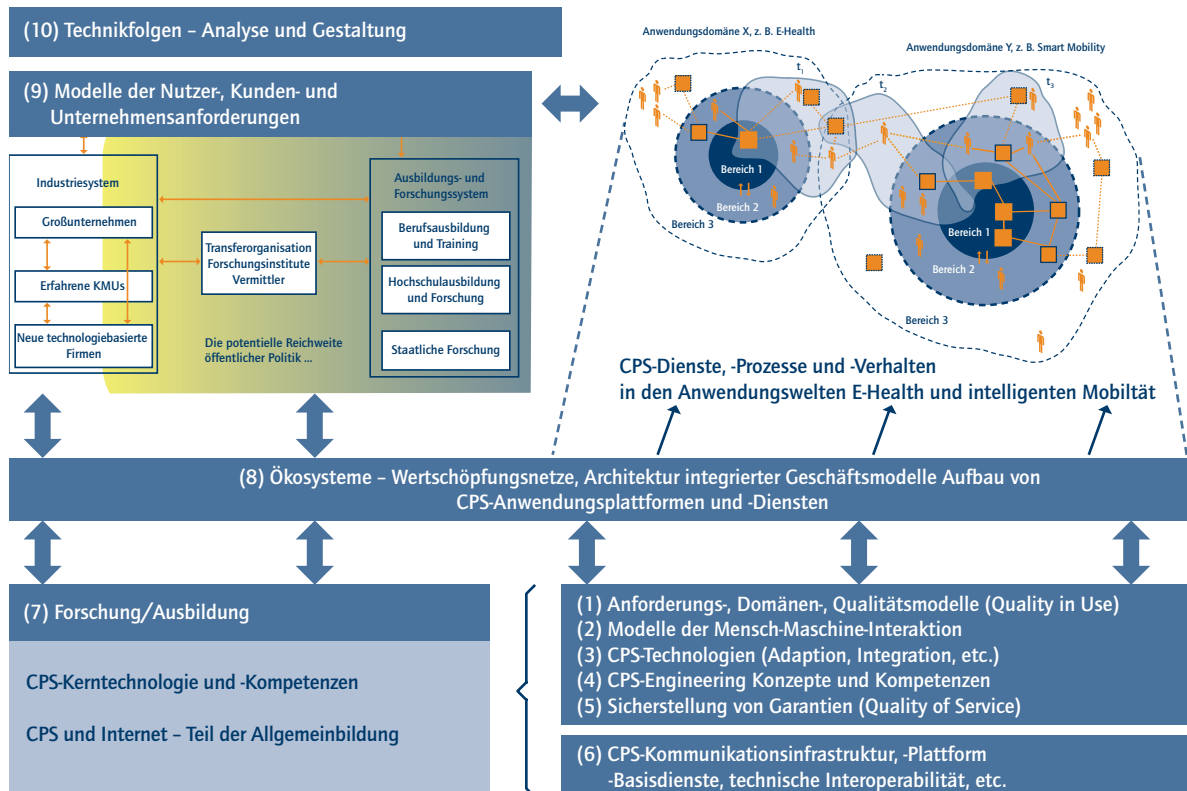 (10) Technikfolgen – Analyse und Gestaltung
(9) Modelle der Nutzer-, Kunden- und
Unternehmensanforderungen
Industriesystem
Großunternehmen
Erfahrene KMUs
Neue technologiebasierte
Firmen
Transferorganisation
Forschungsinstitute
Vermittler
Die potentielle Reichweite
öffentlicher Politik ...
Ausbildungs- und
Forschungssystem
Berufsausbildung
und Training
Hochschulausbildung
und Forschung
Staatliche Forschung
Anwendungsdomäne X, z. B. E-Health
t1
Bereich 1
Bereich 2
Bereich 3
Anwendungsdomäne Y, z. B. Smart Mobility
t2
t3
Bereich 1
Bereich 2
Bereich 3
CPS-Dienste, -Prozesse und -Verhalten
in den Anwendungswelten E-Health und intelligenten Mobiltät
(8) Ökosysteme – Wertschöpfungsnetze, Architektur integrierter Geschäftsmodelle Aufbau von
CPS-Anwendungsplattformen und -Diensten
(7) Forschung/Ausbildung
CPS-Kerntechnologie und -Kompetenzen
CPS und Internet – Teil der Allgemeinbildung
(1) Anforderungs-, Domänen-, Qualitätsmodelle (Quality in Use)
(2) Modelle der Mensch-Maschine-Interaktion
(3) CPS-Technologien (Adaption, Integration, etc.)
(4) CPS-Engineering Konzepte und Kompetenzen
(5) Sicherstellung von Garantien (Quality of Service)
(6) CPS-Kommunikationsinfrastruktur, -Plattform
-Basisdienste, technische Interoperabilität, etc.